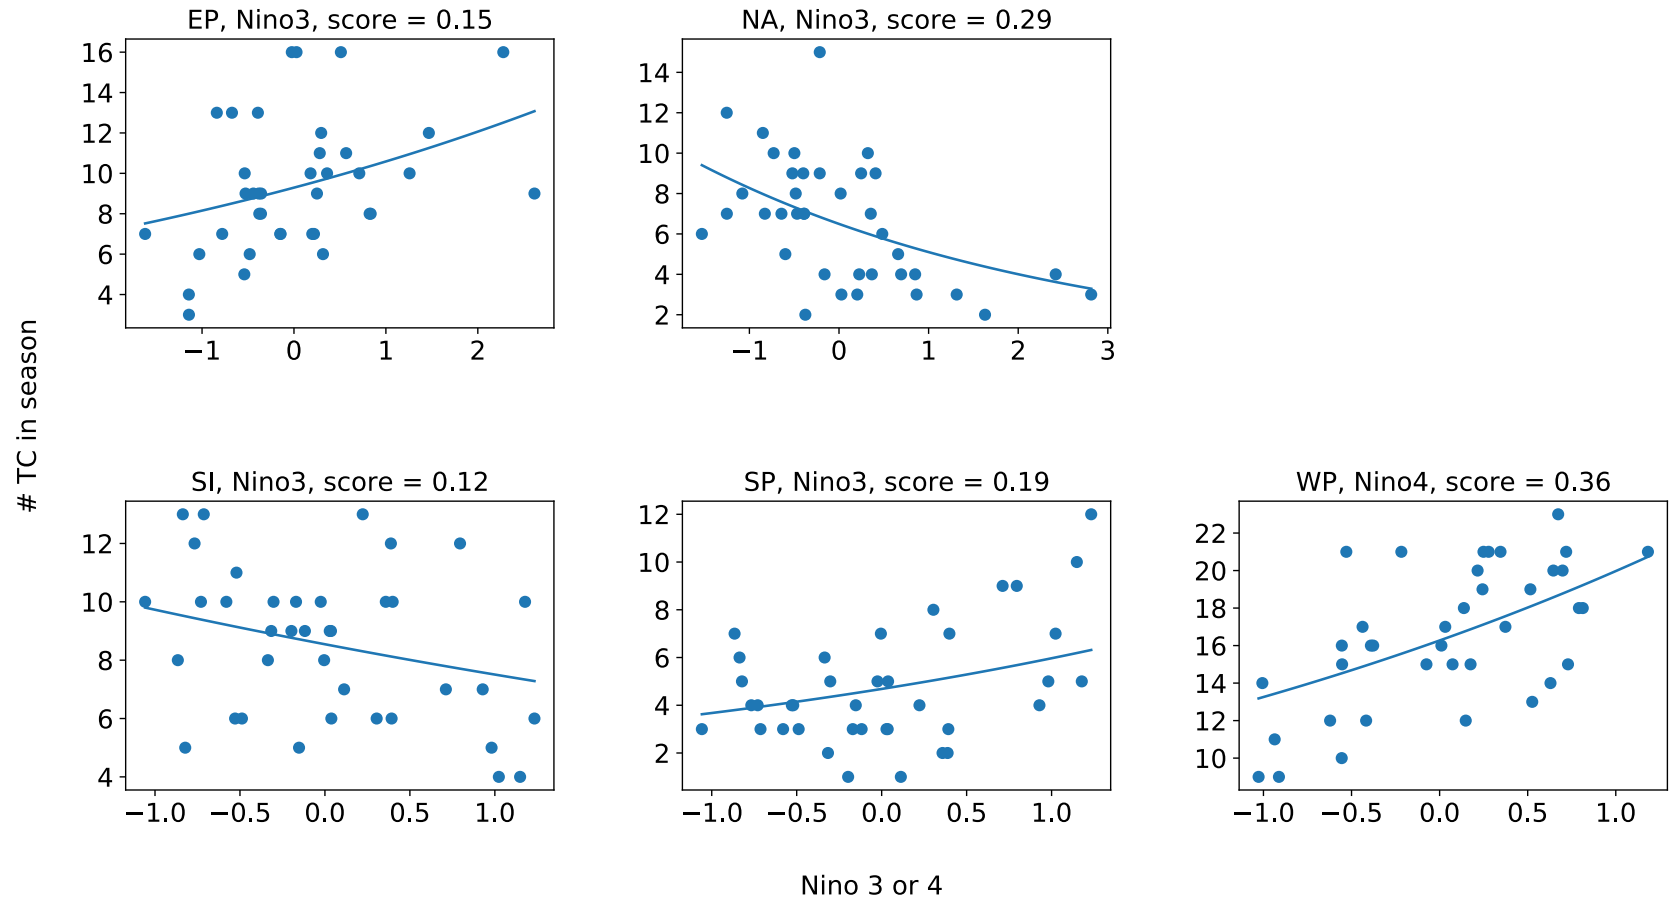 EP, Nino3, score = 0.15
16
14
12
10
8
6
4
−1 0 1 2
NA, Nino3, score = 0.29
14
12
10
8
6
4
2
−1 0 1 2 3
# TC in season
SI, Nino3, score = 0.12
12
10
8
6
4
−1.0 −0.5 0.0 0.5 1.0
SP, Nino3, score = 0.19
12
10
8
6
4
2
−1.0 −0.5 0.0 0.5 1.0
WP, Nino4, score = 0.36
22
20
18
16
14
12
10
−1.0 −0.5 0.0 0.5 1.0
Nino 3 or 4